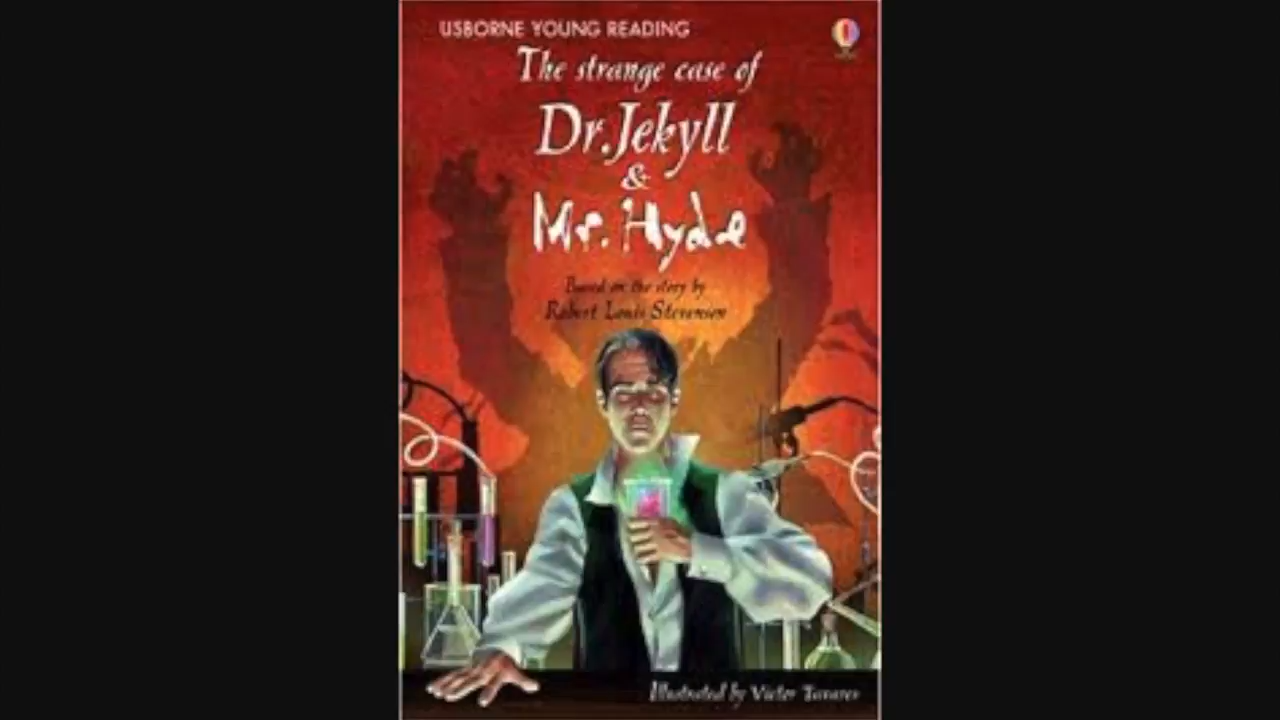 USBORNE YOUNG READING
The strange case of
Dr. Jekyll
&
Mr. Hyde
Based on the story by
Robert Louis Stevenson
Illustrated by Victor Tavares